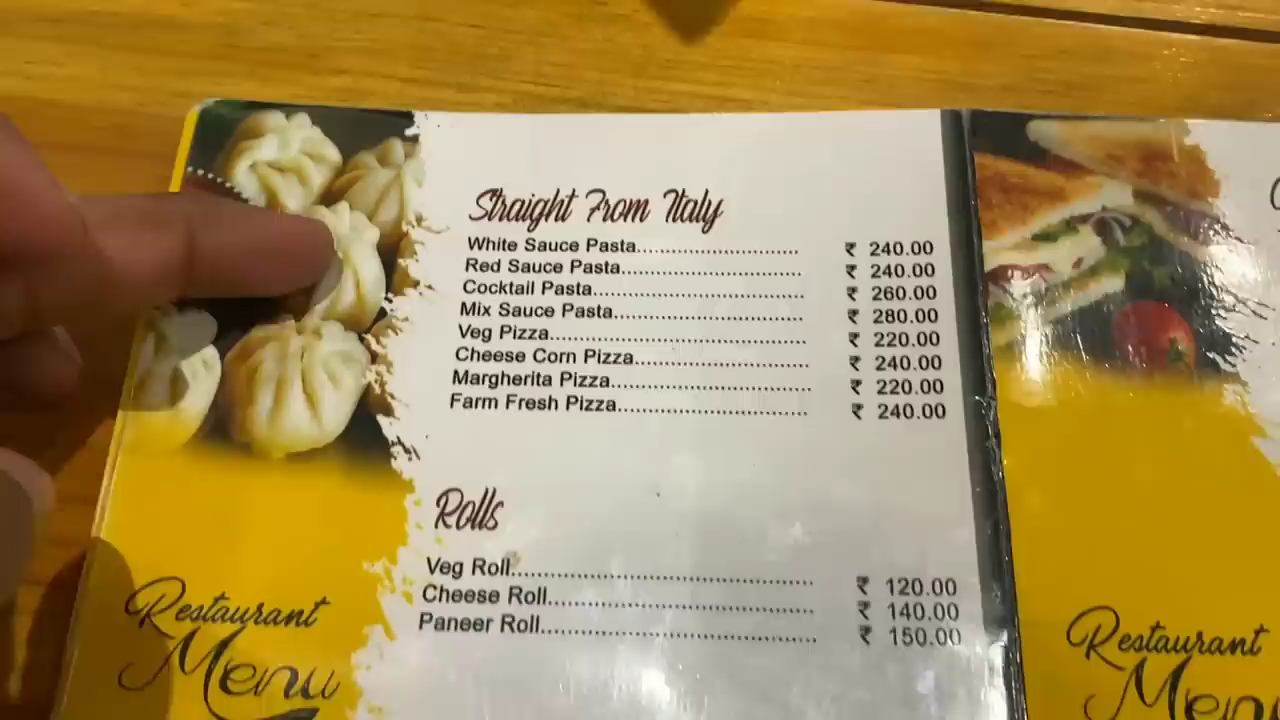 Straight From Italy
White Sauce Pasta.......................... ₹ 240.00
Red Sauce Pasta............................. ₹ 240.00
Cocktail Pasta.................................. ₹ 260.00
Mix Sauce Pasta.............................. ₹ 280.00
Veg Pizza......................................... ₹ 220.00
Cheese Corn Pizza........................... ₹ 240.00
Margherita Pizza............................... ₹ 220.00
Farm Fresh Pizza............................. ₹ 240.00
Rolls
Veg Roll................................................ ₹ 120.00
Cheese Roll.......................................... ₹ 140.00
Paneer Roll........................................... ₹ 150.00
Restaurant
Menu
Restaurant
Menu